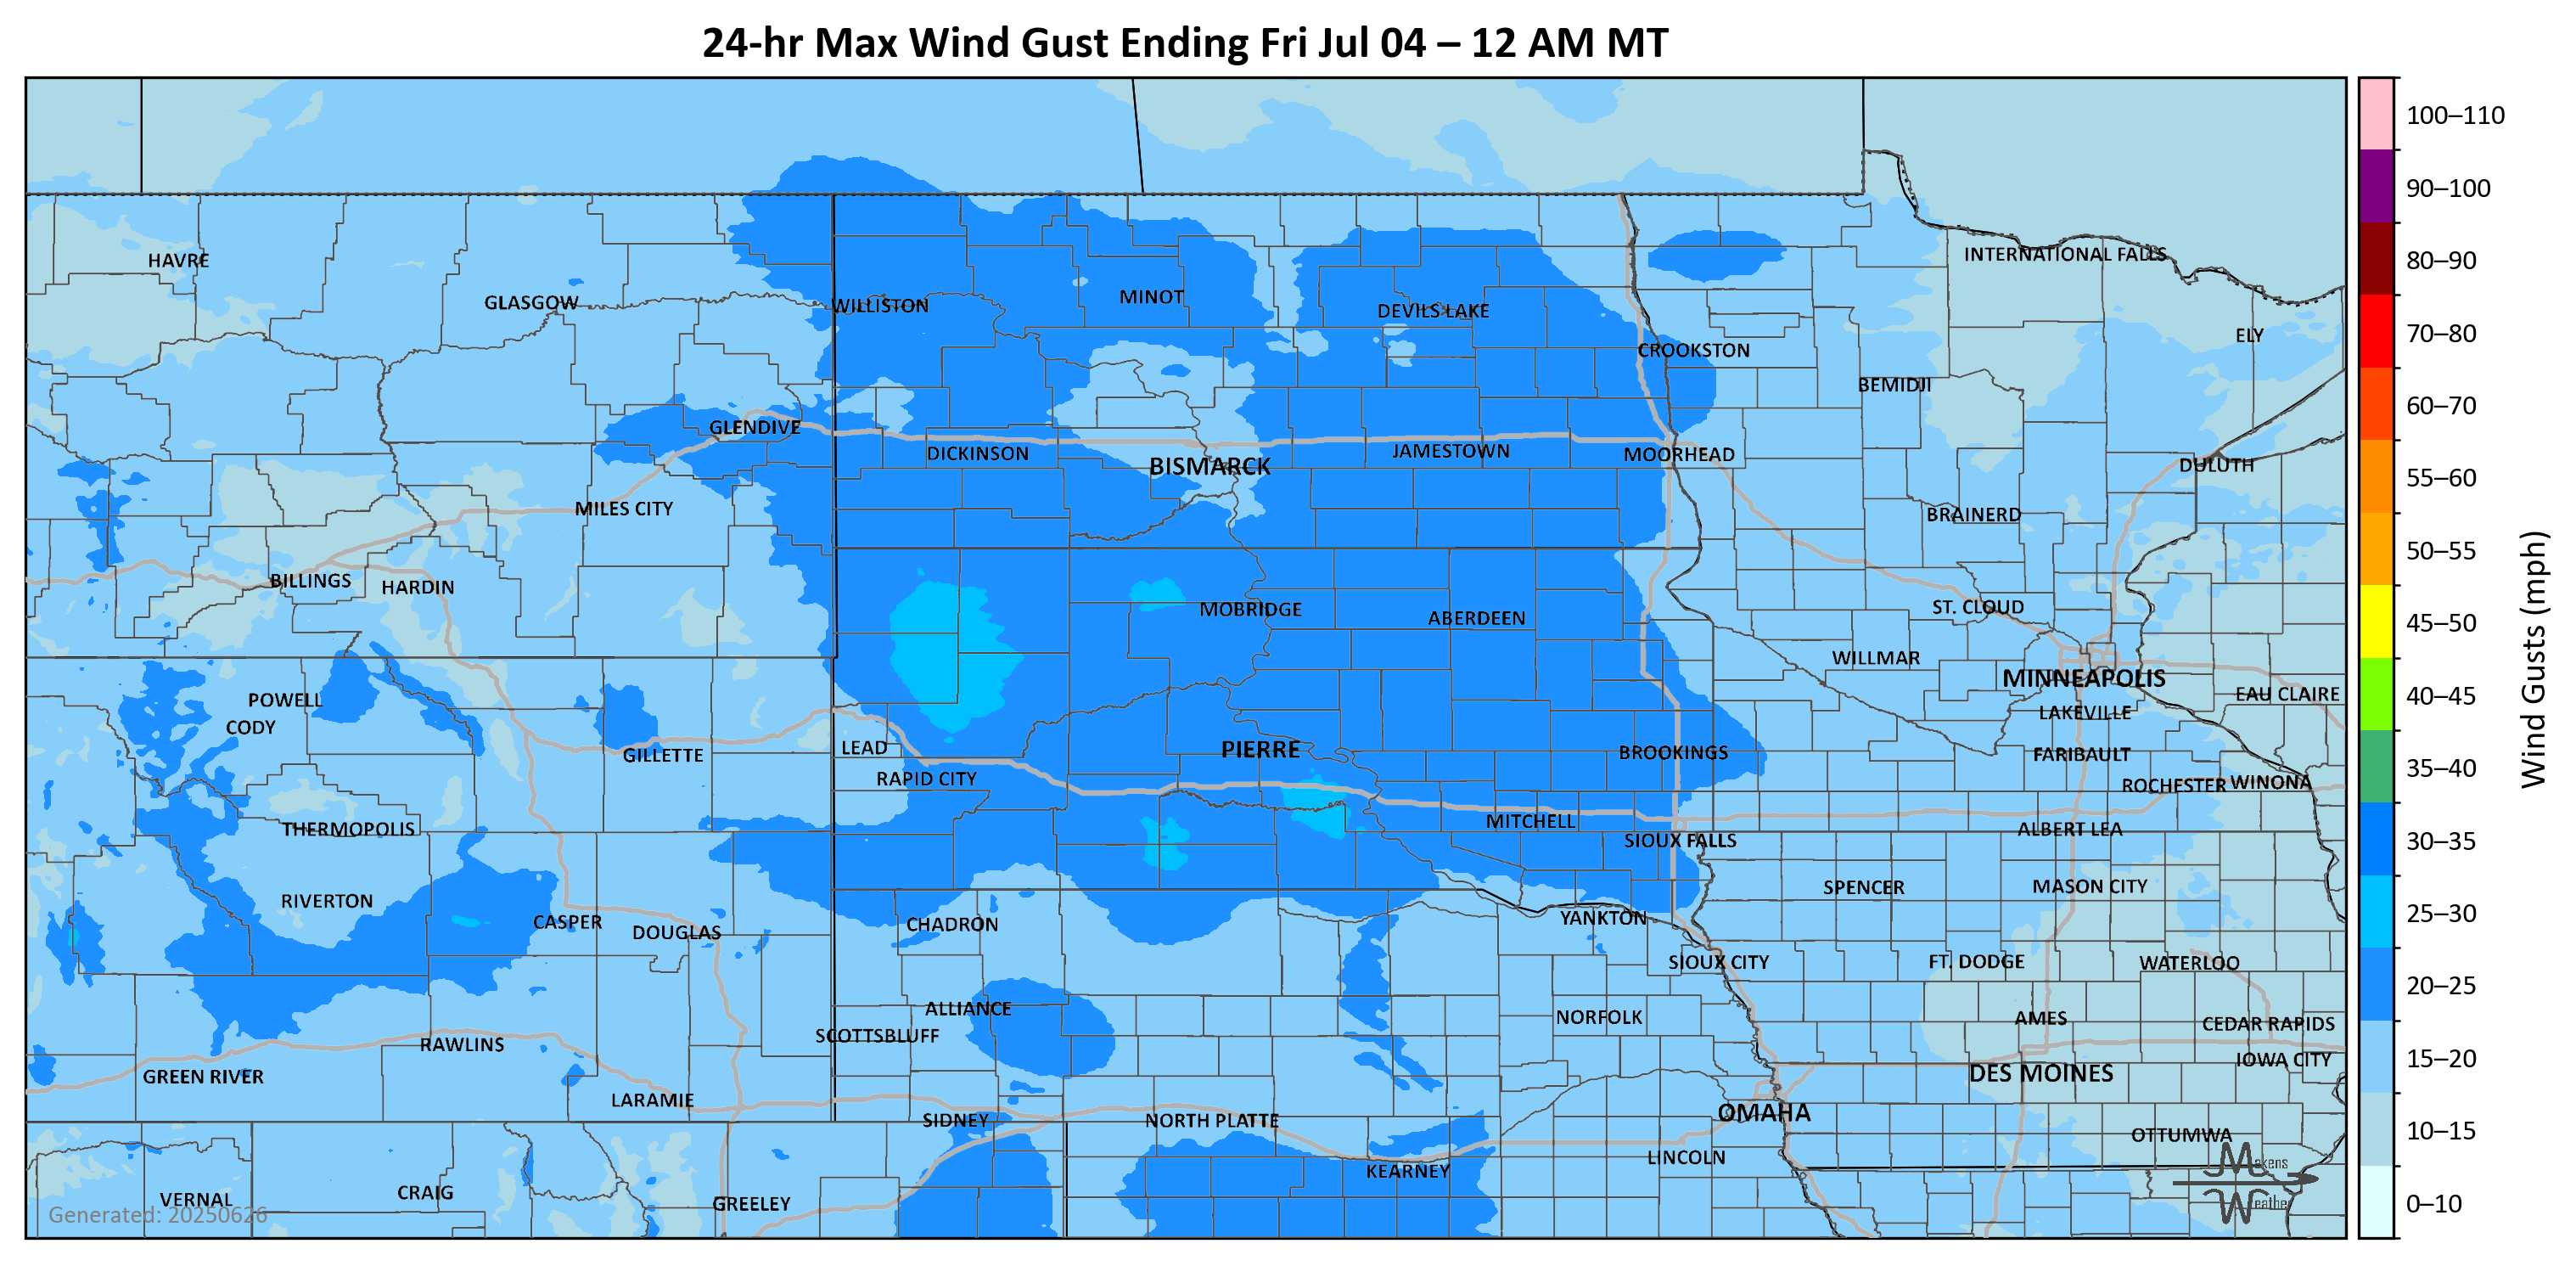 24-hr Max Wind Gust Ending Fri Jul 04 – 12 AM MT
100–110
90–100
80–90
70–80
60–70
55–60
50–55
45–50
40–45
35–40
30–35
25–30
20–25
15–20
10–15
0–10
Wind Gusts (mph)
HAVRE
INTERNATIONAL FALLS
GLASGOW
WILLISTON
MINOT
DEVILS LAKE
ELY
CROOKSTON
BEMIDJI
GLENDIVE
DICKINSON
BISMARCK
JAMESTOWN
MOORHEAD
DULUTH
MILES CITY
BRAINERD
BILLINGS
HARDIN
MOBRIDGE
ABERDEEN
ST. CLOUD
WILLMAR
MINNEAPOLIS
EAU CLAIRE
POWELL
CODY
LAKEVILLE
GILLETTE
LEAD
PIERRE
BROOKINGS
FARIBAULT
RAPID CITY
ROCHESTER
WINONA
THERMOPOLIS
MITCHELL
SIOUX FALLS
ALBERT LEA
RIVERTON
SPENCER
MASON CITY
CASPER
DOUGLAS
CHADRON
YANKTON
SIOUX CITY
FT. DODGE
WATERLOO
ALLIANCE
SCOTTSBLUFF
NORFOLK
AMES
CEDAR RAPIDS
RAWLINS
IOWA CITY
GREEN RIVER
DES MOINES
LARAMIE
SIDNEY
NORTH PLATTE
OMAHA
OTTUMWA
LINCOLN
KEARNEY
VERNAL
CRAIG
GREELEY
Generated: 20250626
Makens
Weather